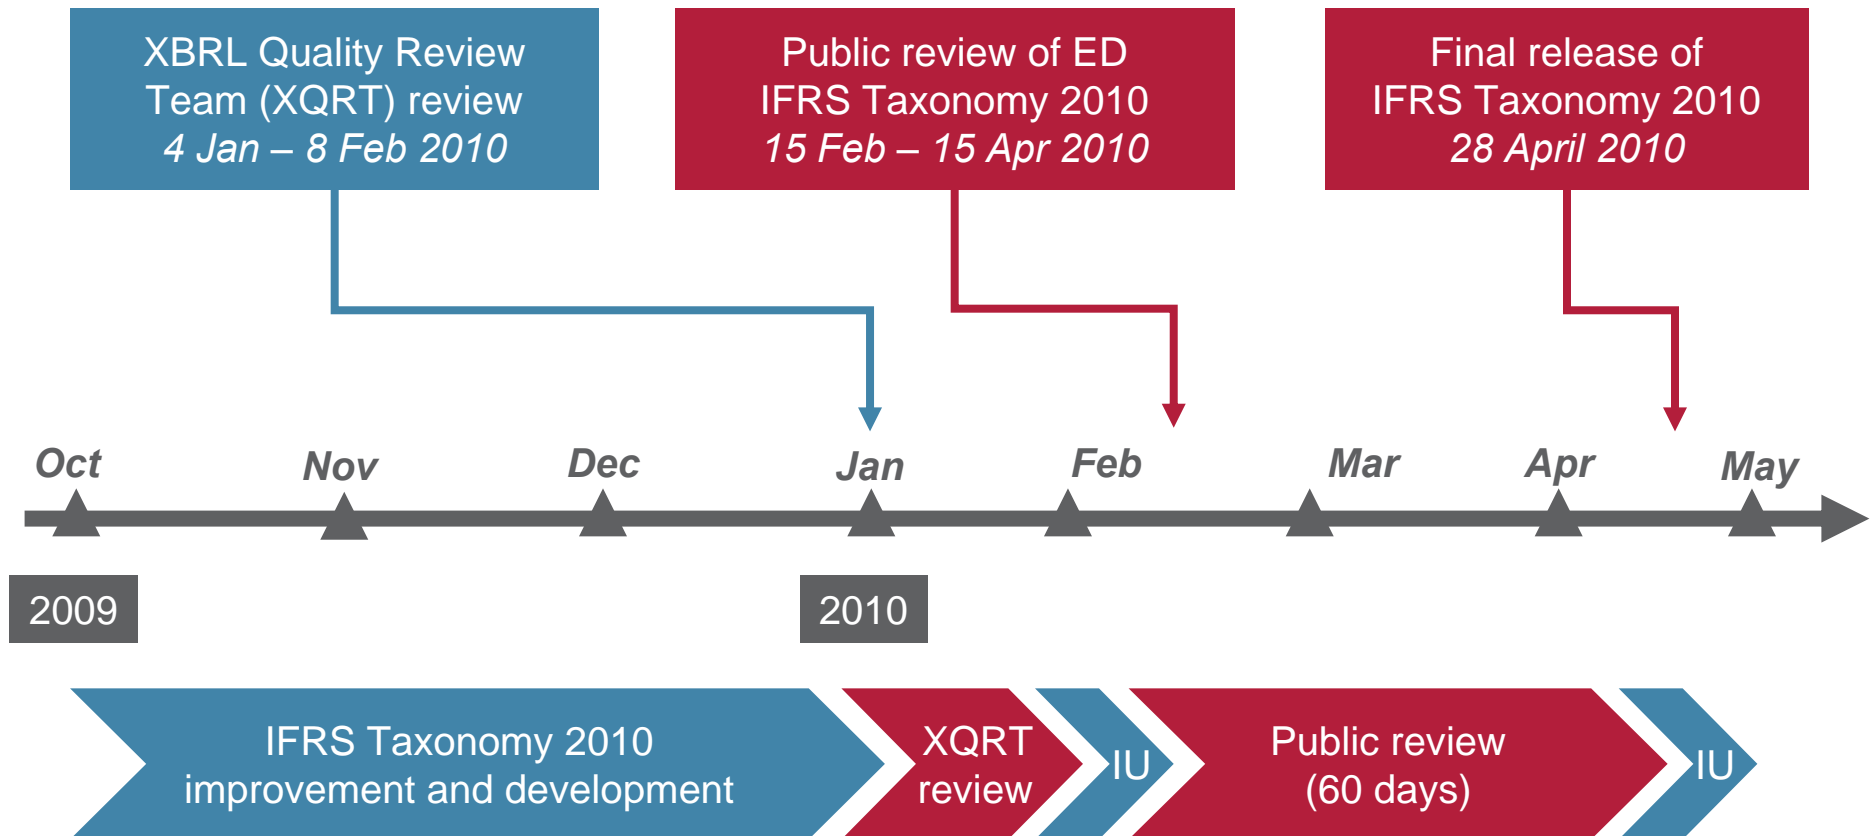 XBRL Quality Review
Team (XQRT) review
4 Jan – 8 Feb 2010
Public review of ED
IFRS Taxonomy 2010
15 Feb – 15 Apr 2010
Final release of
IFRS Taxonomy 2010
28 April 2010
Oct
Nov
Dec
Jan
Feb
Mar
Apr
May
2009
2010
IFRS Taxonomy 2010
improvement and development
XQRT
review
IU
Public review
(60 days)
IU